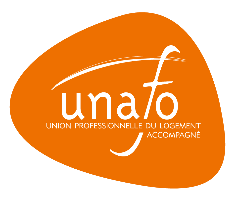 unafo
UNION PROFESSIONNELLE DU LOGEMENT
ACCOMPAGNÉ